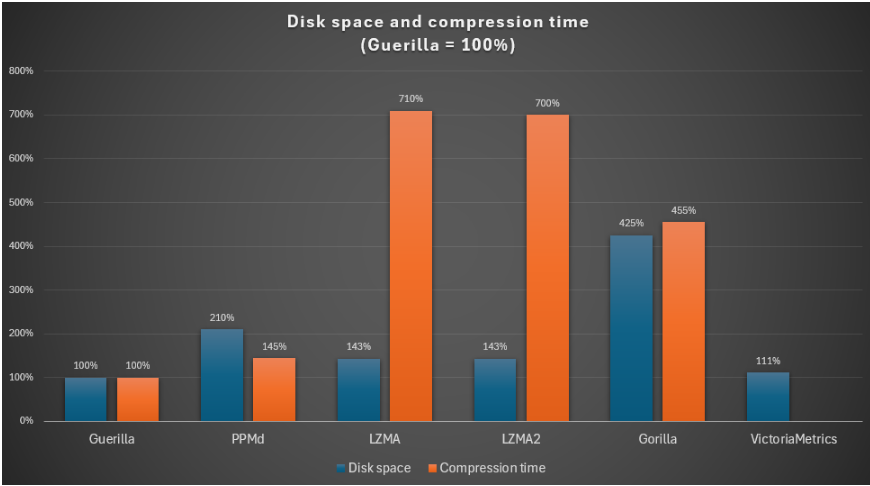 Disk space and compression time
(Guerilla = 100%)
800%
700%
600%
500%
400%
300%
200%
100%
0%
100% 100% 210% 145% 143% 710% 143% 700% 425% 455% 111%
Guerilla PPMd LZMA LZMA2 Gorilla VictoriaMetrics
Disk space Compression time